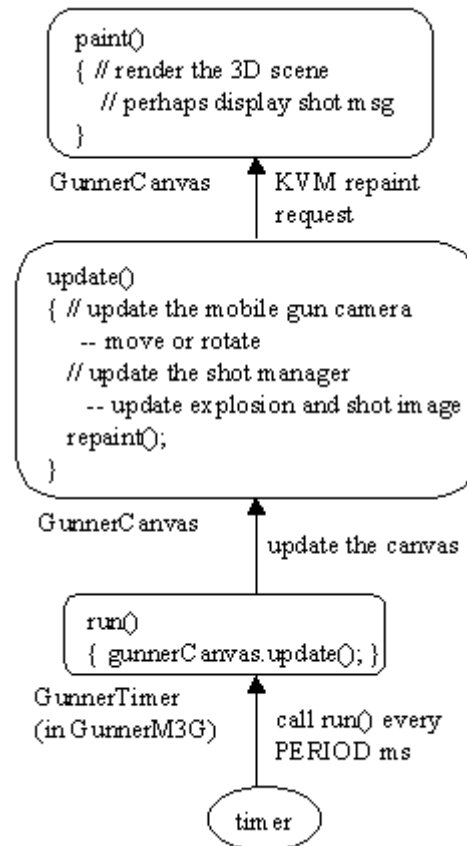 paint()
{ // render the 3D scene
// perhaps display shot msg
}
GunnerCanvas
KVM repaint
request
update()
{ // update the mobile gun camera
-- move or rotate
// update the shot manager
-- update explosion and shot image
repaint();
}
GunnerCanvas
update the canvas
run()
{ gunnerCanvas.update(); }
GunnerTimer
(in GunnerM3G)
call run() every
PERIOD ms
timer